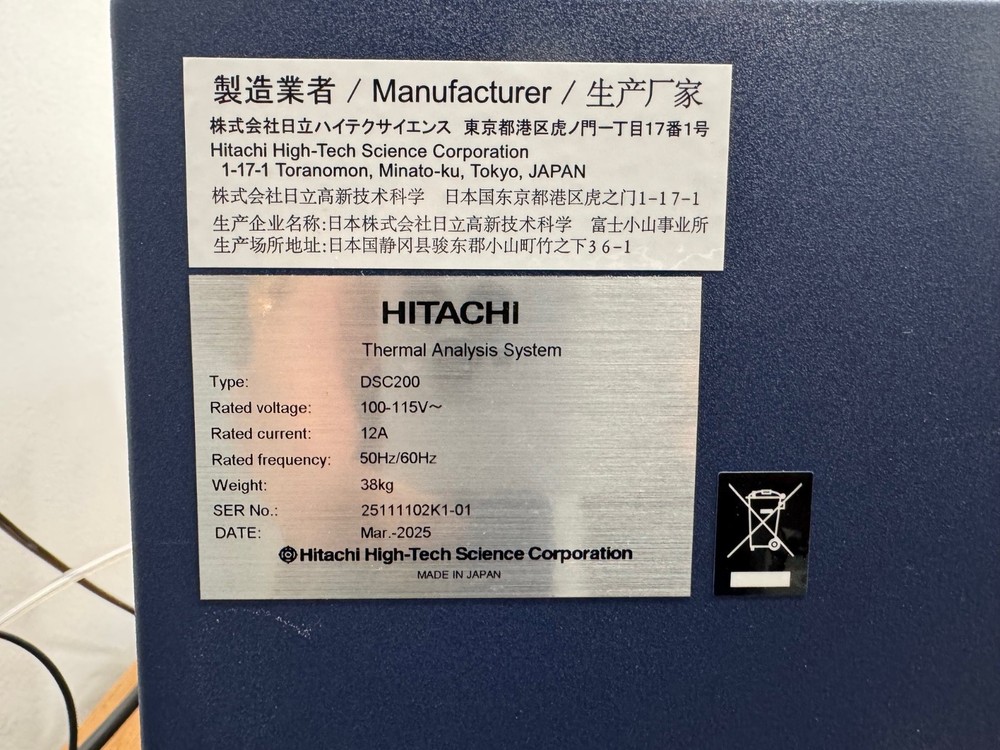 製造業者 / Manufacturer / 生产厂家
株式会社日立ハイテクサイエンス 東京都港区虎ノ門一丁目17番1号
Hitachi High-Tech Science Corporation
1-17-1 Toranomon, Minato-ku, Tokyo, JAPAN
株式会社日立高新技术科学 日本国东京都港区虎之门1-17-1
生产企业名称:日本株式会社日立高新技术科学 富士小山事业所
生产场所地址:日本国静冈县骏东郡小山町竹之下36-1
HITACHI
Thermal Analysis System
Type: DSC200
Rated voltage: 100-115V~
Rated current: 12A
Rated frequency: 50Hz/60Hz
Weight: 38kg
SER No.: 25111102K1-01
DATE: Mar.-2025
Hitachi High-Tech Science Corporation
MADE IN JAPAN